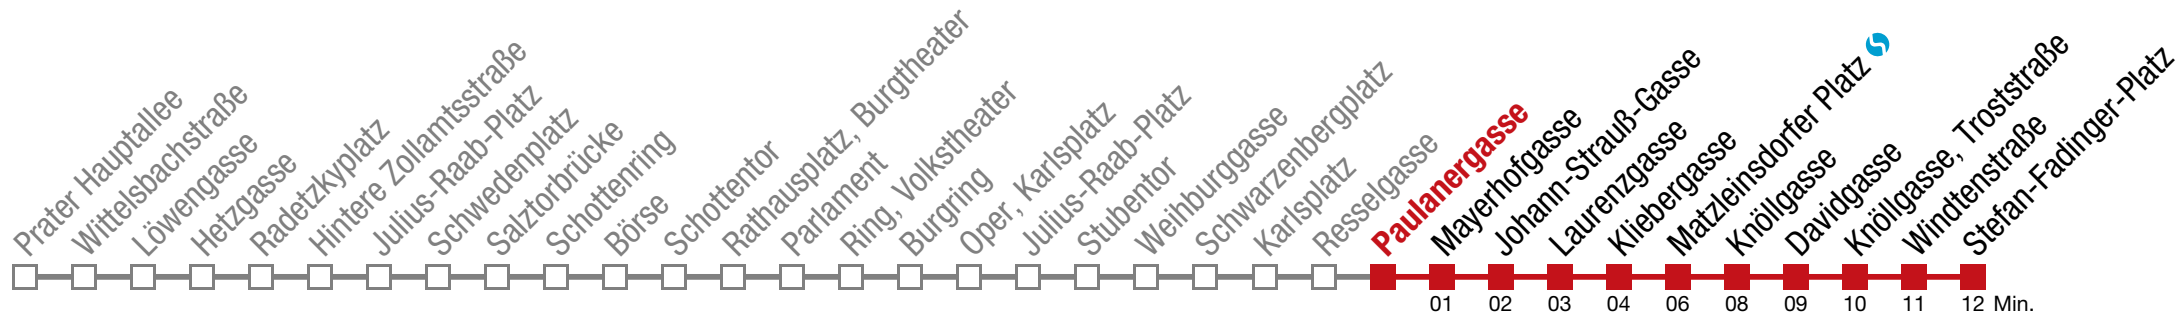 Prater Hauptallee
Wittelsbachstraße
Löwengasse
Hetzgasse
Radetzkyplatz
Hintere Zollamtsstraße
Julius-Raab-Platz
Schwedenplatz
Salztorbrücke
Schottenring
Börse
Schottentor
Rathausplatz, Burgtheater
Parlament
Ring, Volkstheater
Burgring
Oper, Karlsplatz
Julius-Raab-Platz
Stubentor
Weihburggasse
Schwarzenbergplatz
Karlsplatz
Resselgasse
Paulanergasse
Mayerhofgasse
Johann-Strauß-Gasse
Laurenzgasse
Kliebergasse
Matzleinsdorfer Platz
Knöllgasse
Davidgasse
Knöllgasse, Troststraße
Windtenstraße
Stefan-Fadinger-Platz
01 02 03 04 06 08 09 10 11 12 Min.